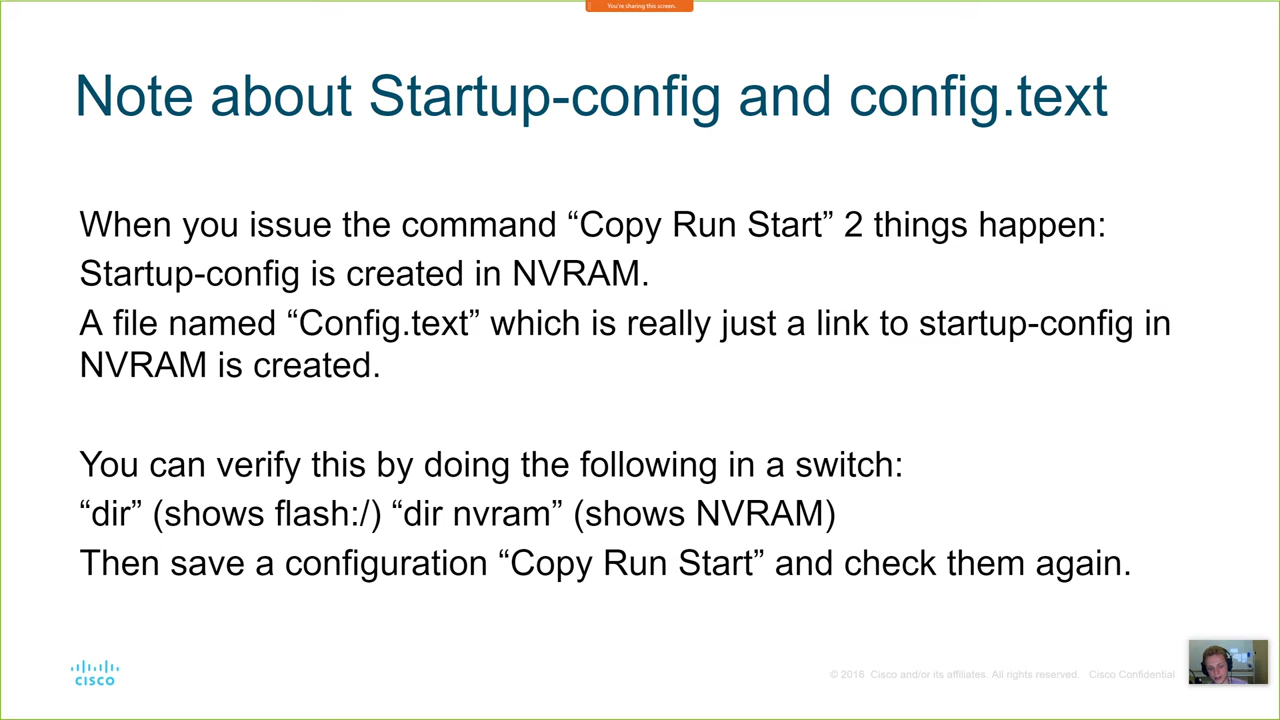 You're sharing this screen.
Note about Startup-config and config.text
When you issue the command “Copy Run Start” 2 things happen:
Startup-config is created in NVRAM.
A file named “Config.text” which is really just a link to startup-config in
NVRAM is created.
You can verify this by doing the following in a switch:
“dir” (shows flash:/) “dir nvram” (shows NVRAM)
Then save a configuration “Copy Run Start” and check them again.
CISCO
© 2016 Cisco and/or its affiliates. All rights reserved. Cisco Confidential